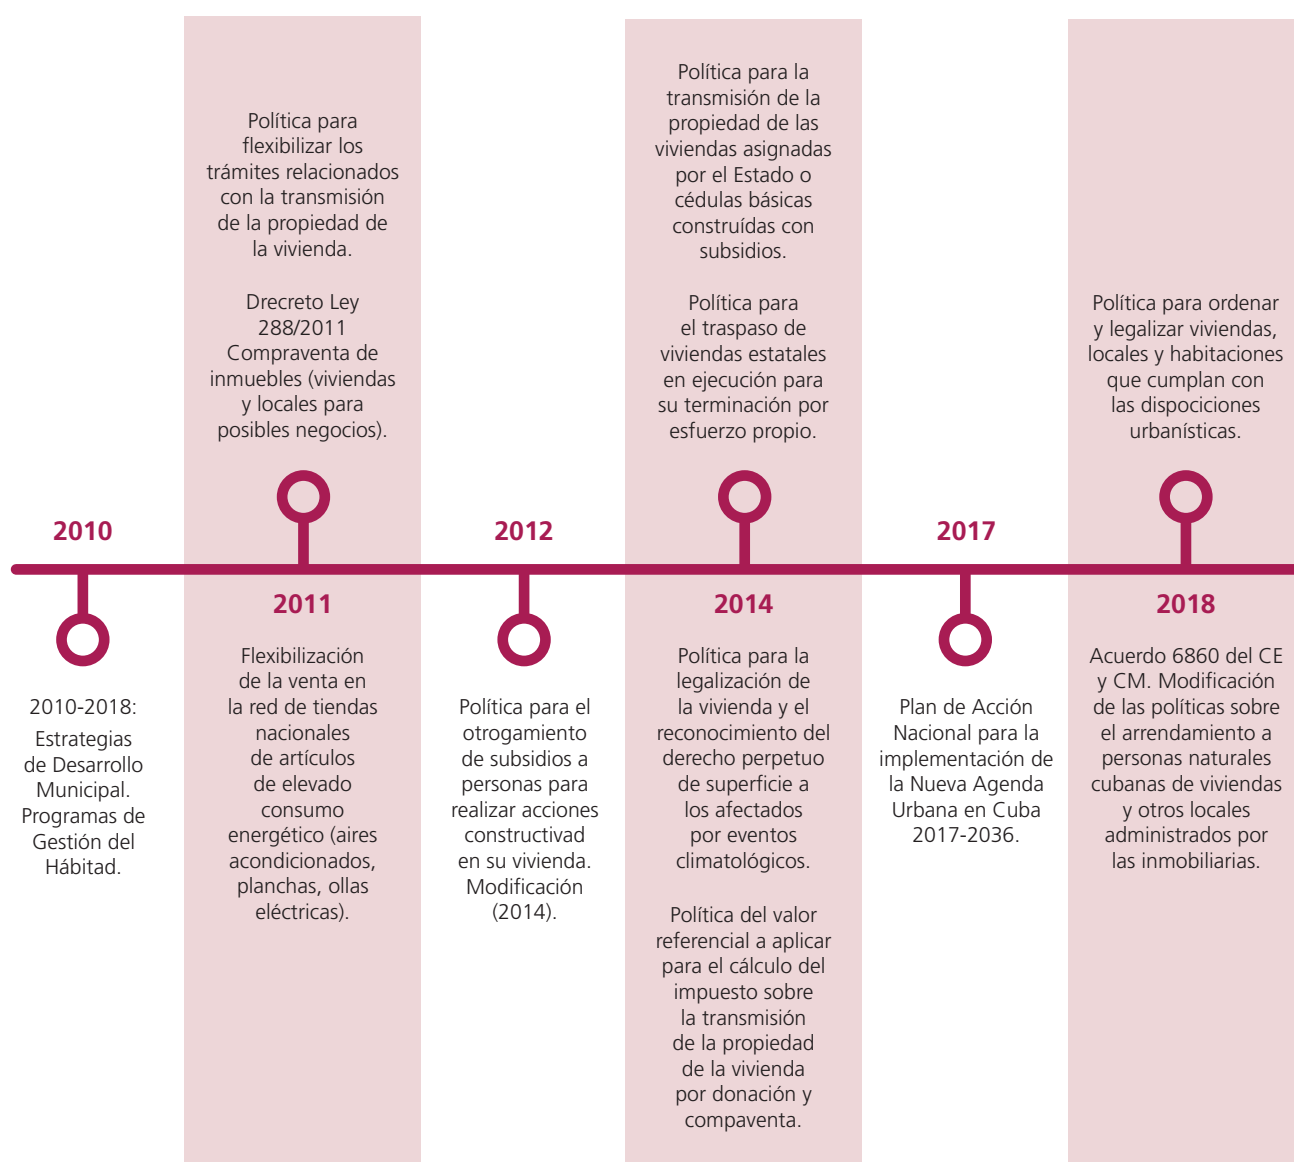 2010
2010-2018:
Estrategias
de Desarrollo
Municipal.
Programas de
Gestión del
Hábitad.
Política para
flexibilizar los
trámites relacionados
con la transmisión
de la propiedad de
la vivienda.
Drecreto Ley
288/2011
Compraventa de
inmuebles (viviendas
y locales para
posibles negocios).
2011
Flexibilización
de la venta en
la red de tiendas
nacionales
de artículos
de elevado
consumo
energético (aires
acondicionados,
planchas, ollas
eléctricas).
2012
Política para el
otrogamiento
de subsidios a
personas para
realizar acciones
constructivad
en su vivienda.
Modificación
(2014).
Política para la
transmisión de la
propiedad de las
viviendas asignadas
por el Estado o
cédulas básicas
construídas con
subsidios.
Política para
el traspaso de
viviendas estatales
en ejecución para
su terminación por
esfuerzo propio.
2014
Política para la
legalización de
la vivienda y el
reconocimiento del
derecho perpetuo
de superficie a
los afectados
por eventos
climatológicos.
Política del valor
referencial a aplicar
para el cálculo del
impuesto sobre
la transmisión
de la propiedad
de la vivienda
por donación y
compaventa.
2017
Plan de Acción
Nacional para la
implementación de
la Nueva Agenda
Urbana en Cuba
2017-2036.
Política para ordenar
y legalizar viviendas,
locales y habitaciones
que cumplan con
las dispociciones
urbanísticas.
2018
Acuerdo 6860 del CE
y CM. Modificación
de las políticas sobre
el arrendamiento a
personas naturales
cubanas de viviendas
y otros locales
administrados por
las inmobiliarias.